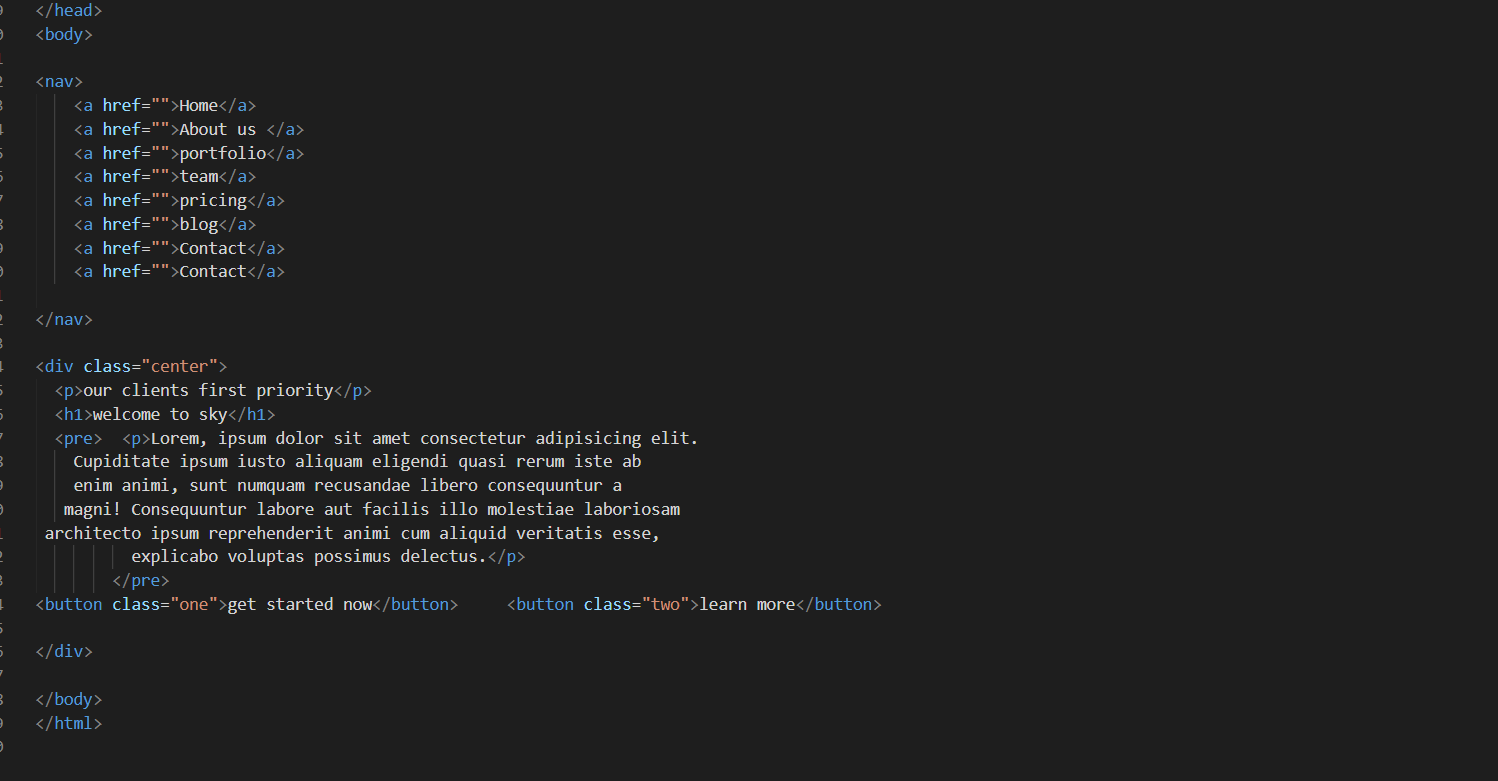 </head>
<body>
<nav>
<a href="">Home</a>
<a href="">About us </a>
<a href="">portfolio</a>
<a href="">team</a>
<a href="">pricing</a>
<a href="">blog</a>
<a href="">Contact</a>
<a href="">Contact</a>
</nav>
<div class="center">
<p>our clients first priority</p>
<h1>welcome to sky</h1>
<pre>  <p>Lorem, ipsum dolor sit amet consectetur adipisicing elit.
Cupiditate ipsum iusto aliquam eligendi quasi rerum iste ab
enim animi, sunt numquam recusandae libero consequuntur a
magni! Consequuntur labore aut facilis illo molestiae laboriosam
architecto ipsum reprehenderit animi cum aliquid veritatis esse,
explicabo voluptas possimus delectus.</p>
</pre>
<button class="one">get started now</button>     <button class="two">learn more</button>
</div>
</body>
</html>